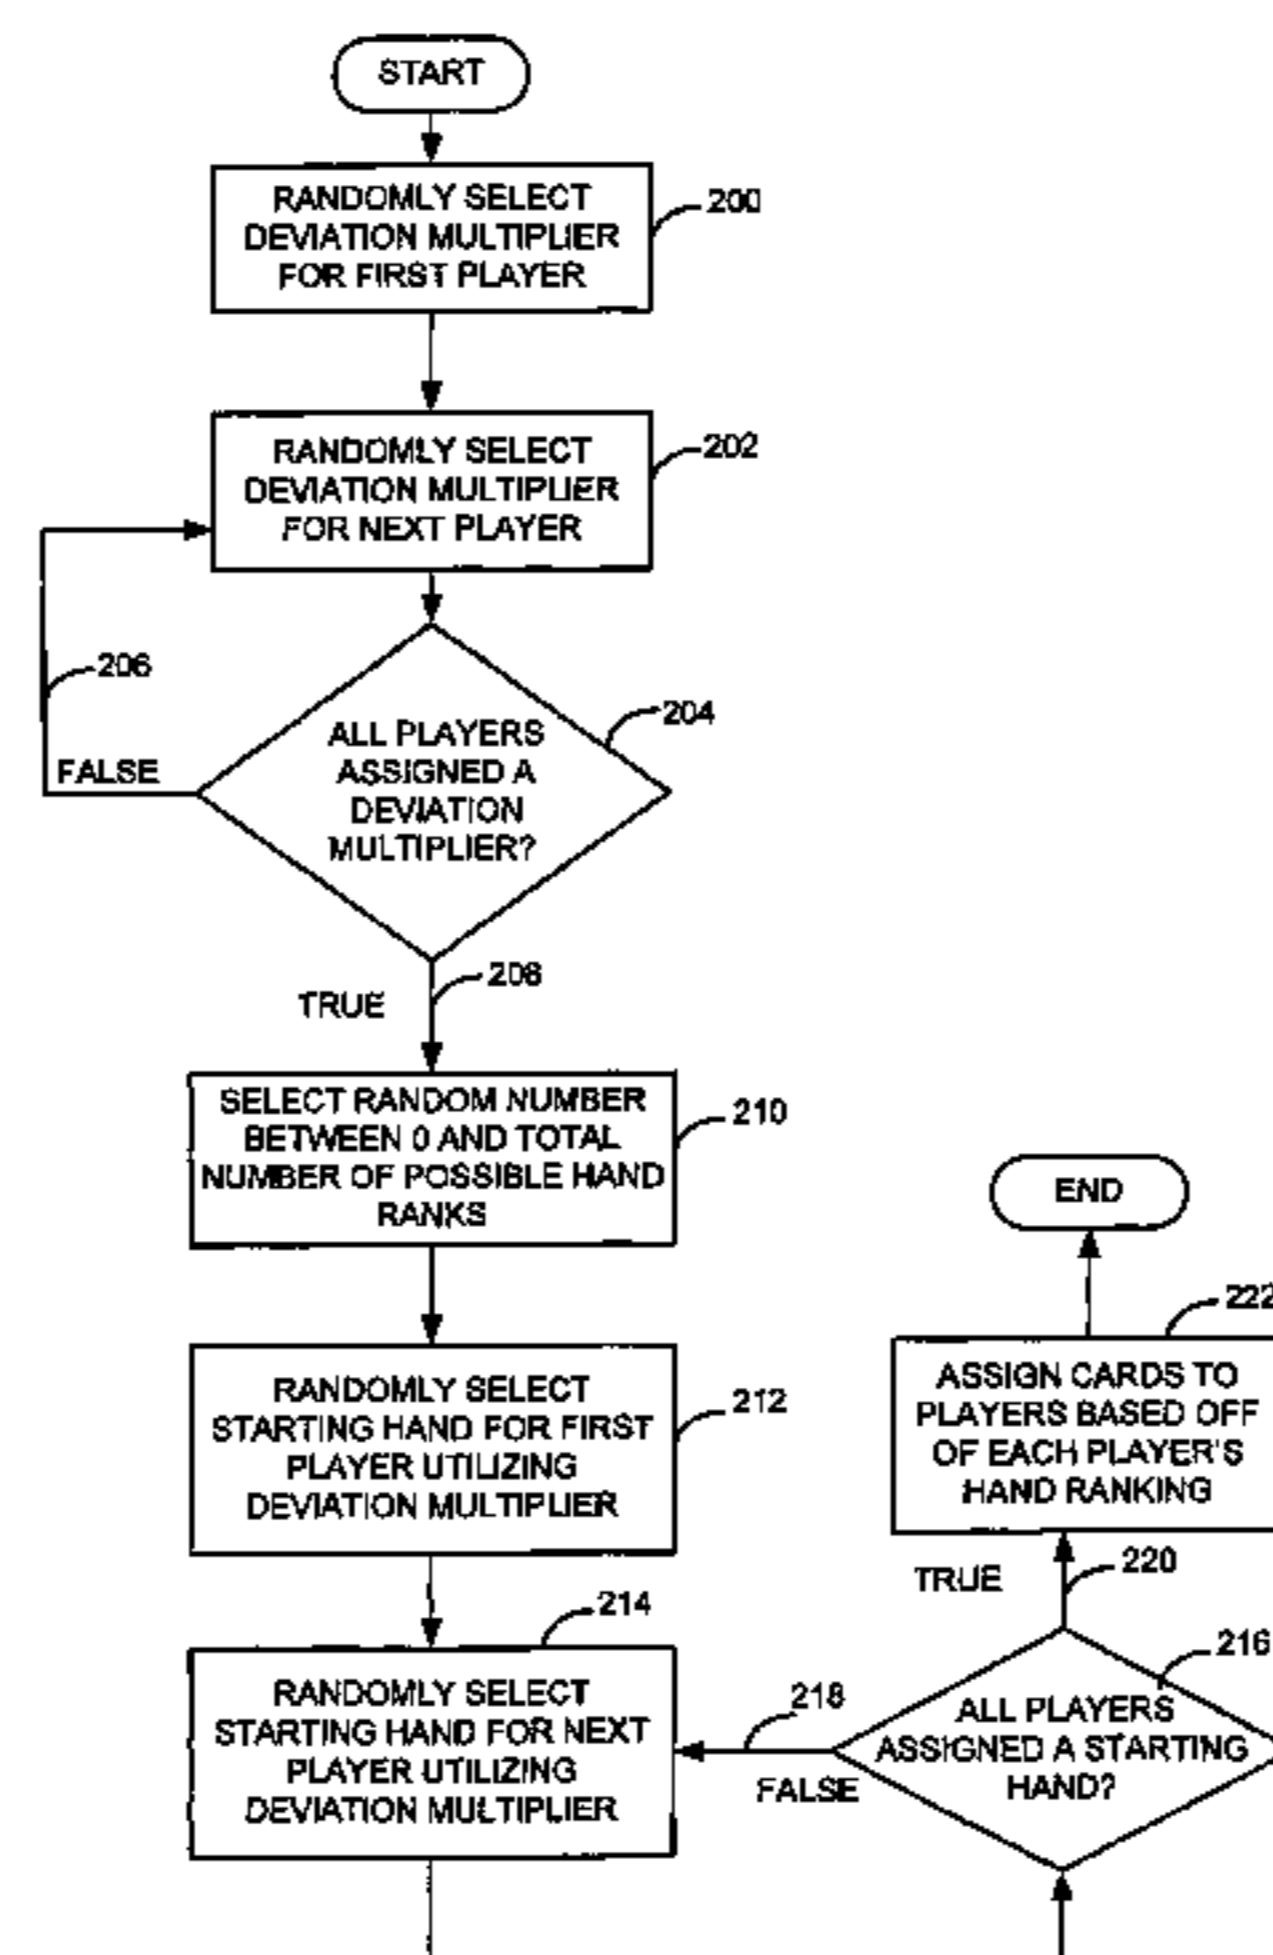 START
RANDOMLY SELECT
DEVIATION MULTIPLIER
FOR FIRST PLAYER
200
RANDOMLY SELECT
DEVIATION MULTIPLIER
FOR NEXT PLAYER
202
206
FALSE
ALL PLAYERS
ASSIGNED A
DEVIATION
MULTIPLIER?
204
TRUE
208
SELECT RANDOM NUMBER
BETWEEN 0 AND TOTAL
NUMBER OF POSSIBLE HAND
RANKS
210
RANDOMLY SELECT
STARTING HAND FOR FIRST
PLAYER UTILIZING
DEVIATION MULTIPLIER
212
214
RANDOMLY SELECT
STARTING HAND FOR NEXT
PLAYER UTILIZING
DEVIATION MULTIPLIER
218
FALSE
ALL PLAYERS
ASSIGNED A STARTING
HAND?
216
TRUE
220
ASSIGN CARDS TO
PLAYERS BASED OFF
OF EACH PLAYER'S
HAND RANKING
222
END